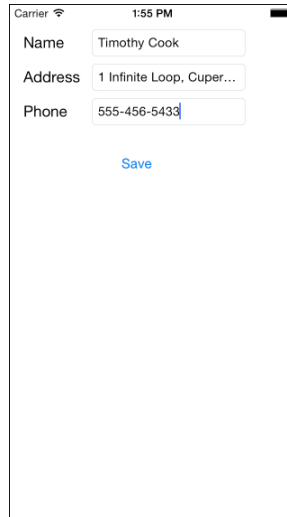 Carrier 1:55 PM
Name Timothy Cook
Address 1 Infinite Loop, Cuper...
Phone 555-456-5433
Save